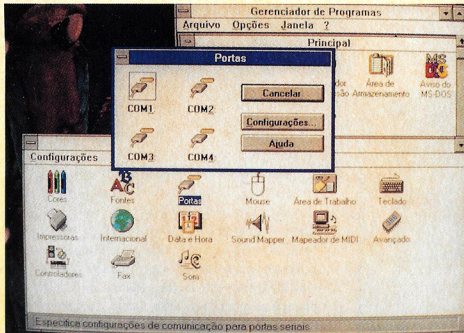 Gerenciador de Programas
Arquivo Opções Janela ?
Principal
Portas
COM1
COM2
COM3
COM4
Cancelar
Configurações...
Ajuda
Área de
Armazenamento
Aviso do
MS-DOS
Configurações
Cores
Fontes
Portas
Mouse
Área de Trabalho
Teclado
Impressoras
Internacional
Data e Hora
Sound Mapper
Mapeador de MIDI
Avançado
Controladores
Fax
Som
Especifica configurações de comunicação para portas seriais